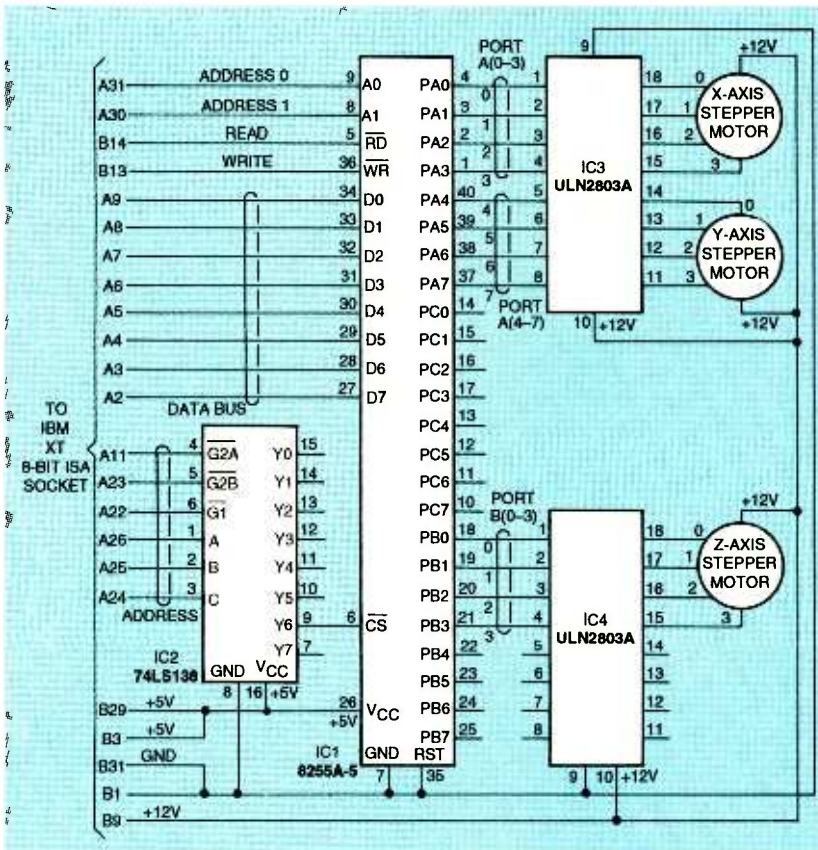 PORT
A(0–3)
9
+12V
A31 ADDRESS 0 9 A0 PA0 4 0 1 18 0
X-AXIS
STEPPER
MOTOR
A30 ADDRESS 1 8 A1 PA1 3 1 2 17 1
B14 READ 5 RD PA2 2 2 3 16 2
B13 WRITE 36 WR PA3 1 3 4 15 3
IC3
ULN2803A
A9 34 D0 PA4 40 4 5 14 0
A8 33 D1 PA5 39 5 6 13 1
A7 32 D2 PA6 38 6 7 12 2
A6 31 D3 PA7 37 7 8 11 3
Y-AXIS
STEPPER
MOTOR
A5 30 D4 PC0 14
PORT
A(4–7)
10 +12V
+12V
A4 29 D5 PC1 15
A3 28 D6 PC2 16
A2 27 D7 PC3 17
DATA BUS
PC4 13
TO
IBM
XT
8-BIT ISA
SOCKET
A11 4 G2A Y0 15 PC5 12
A23 5 G2B Y1 14 PC6 11
A22 6 G1 Y2 13 PC7 10
PORT
B(0–3)
+12V
A26 1 A Y3 12 PB0 18 0 1 18 0
A25 2 B Y4 11 PB1 19 1 2 17 1
A24 3 C Y5 10 PB2 20 2 3 16 2
Z-AXIS
STEPPER
MOTOR
ADDRESS
Y6 9 6 CS PB3 21 3 4 15 3
IC4
ULN2803A
Y7 7 PB4 22 5 14
IC2
74LS138
GND VCC
8 16 +5V
PB5 23 6 13
B29 +5V 26 +5V VCC PB6 24 7 12
B3 +5V PB7 25 8 11
IC1
8255A-5
GND RST
7 35
9 10 +12V
B31 GND
B1
B9 +12V